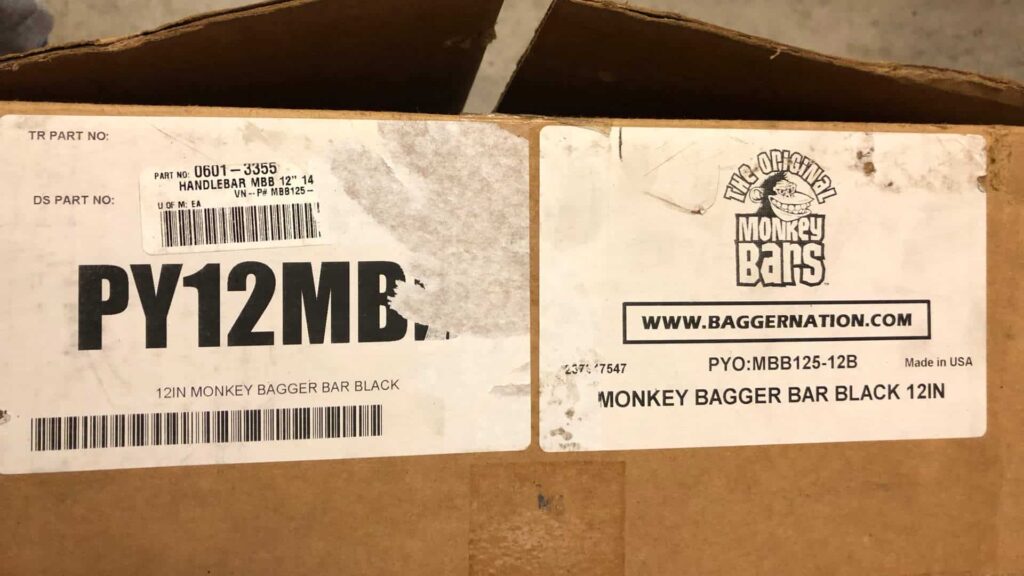 TR PART NO:
DS PART NO:
PART NO: 0601-3355
HANDLEBAR MBB 12" 14
VN--P# MBB125-
U OF M: EA
PY12MB
12IN MONKEY BAGGER BAR BLACK
THE ORIGINAL
MONKEY
BARS
WWW.BAGGERNATION.COM
PYO:MBB125-12B
Made in USA
MONKEY BAGGER BAR BLACK 12IN